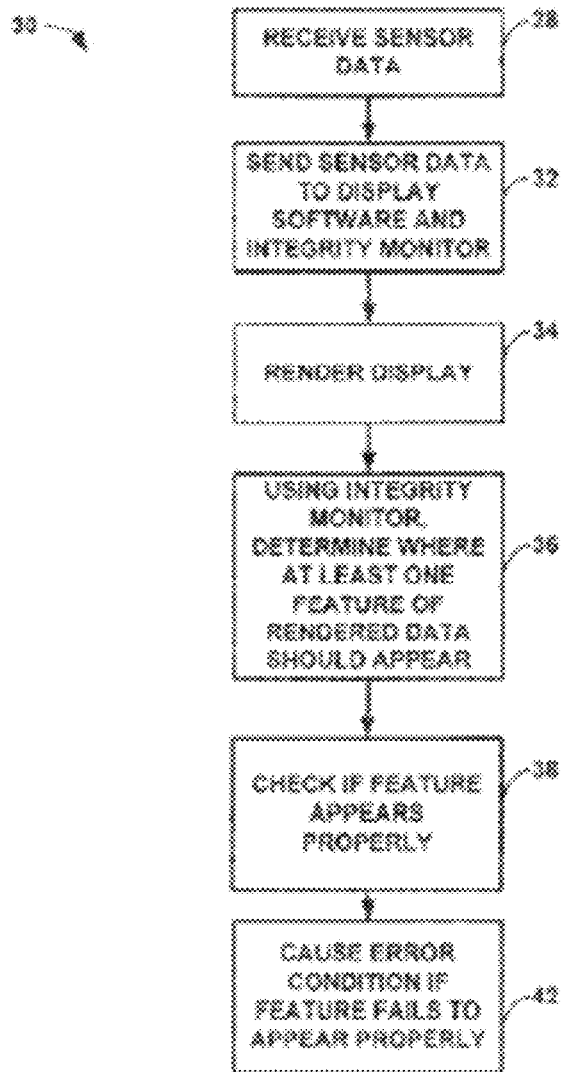 30
RECEIVE SENSOR
DATA
28
SEND SENSOR DATA
TO DISPLAY
SOFTWARE AND
INTEGRITY MONITOR
32
RENDER DISPLAY
34
USING INTEGRITY
MONITOR,
DETERMINE WHERE
AT LEAST ONE
FEATURE OF
RENDERED DATA
SHOULD APPEAR
36
CHECK IF FEATURE
APPEARS
PROPERLY
38
CAUSE ERROR
CONDITION IF
FEATURE FAILS TO
APPEAR PROPERLY
42